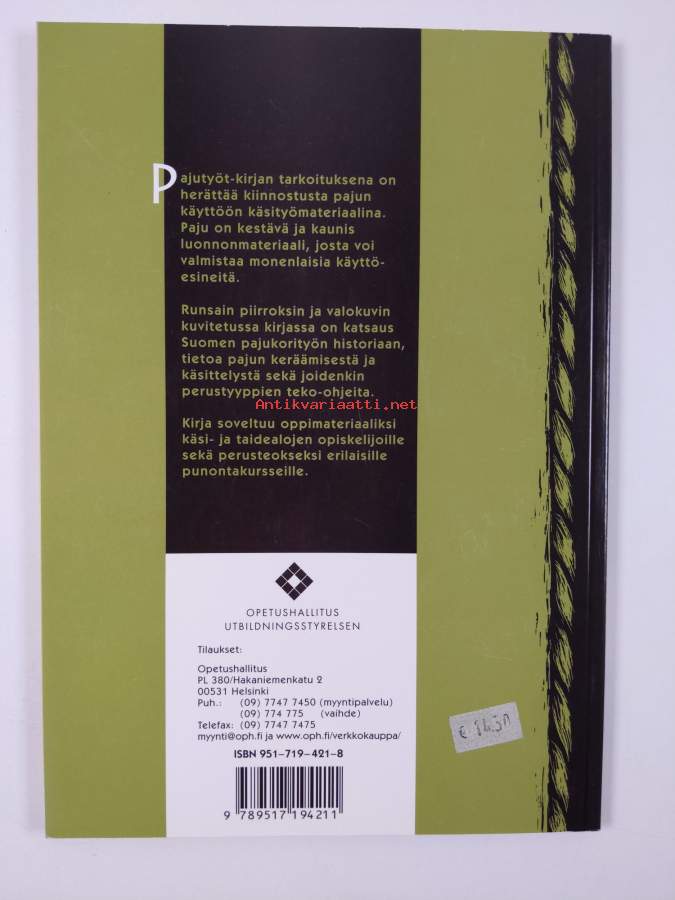 Pajutyöt-kirjan tarkoituksena on
herättää kiinnostusta pajun
käyttöön käsityömateriaalina.
Paju on kestävä ja kaunis
luonnonmateriaali, josta voi
valmistaa monenlaisia käyttö-
esineitä.
Runsain piirroksin ja valokuvin
kuvitetussa kirjassa on katsaus
Suomen pajukorityön historiaan,
tietoa pajun keräämisestä ja
käsittelystä sekä joidenkin
perustyyppien teko-ohjeita.
Antikvariaatti.net
Kirja soveltuu oppimateriaaliksi
käsi- ja taidealojen opiskelijoille
sekä perusteokseksi erilaisille
punontakursseille.
OPETUSHALLITUS
UTBILDNINGSSTYRELSEN
Tilaukset:
Opetushallitus
PL 380/Hakaniemenkatu 2
00531 Helsinki
Puh.: (09) 7747 7450 (myyntipalvelu)
(09) 774 775 (vaihde)
Telefax: (09) 7747 7475
myynti@oph.fi ja www.oph.fi/verkkokauppa/
ISBN 951-719-421-8
9 789517 194211